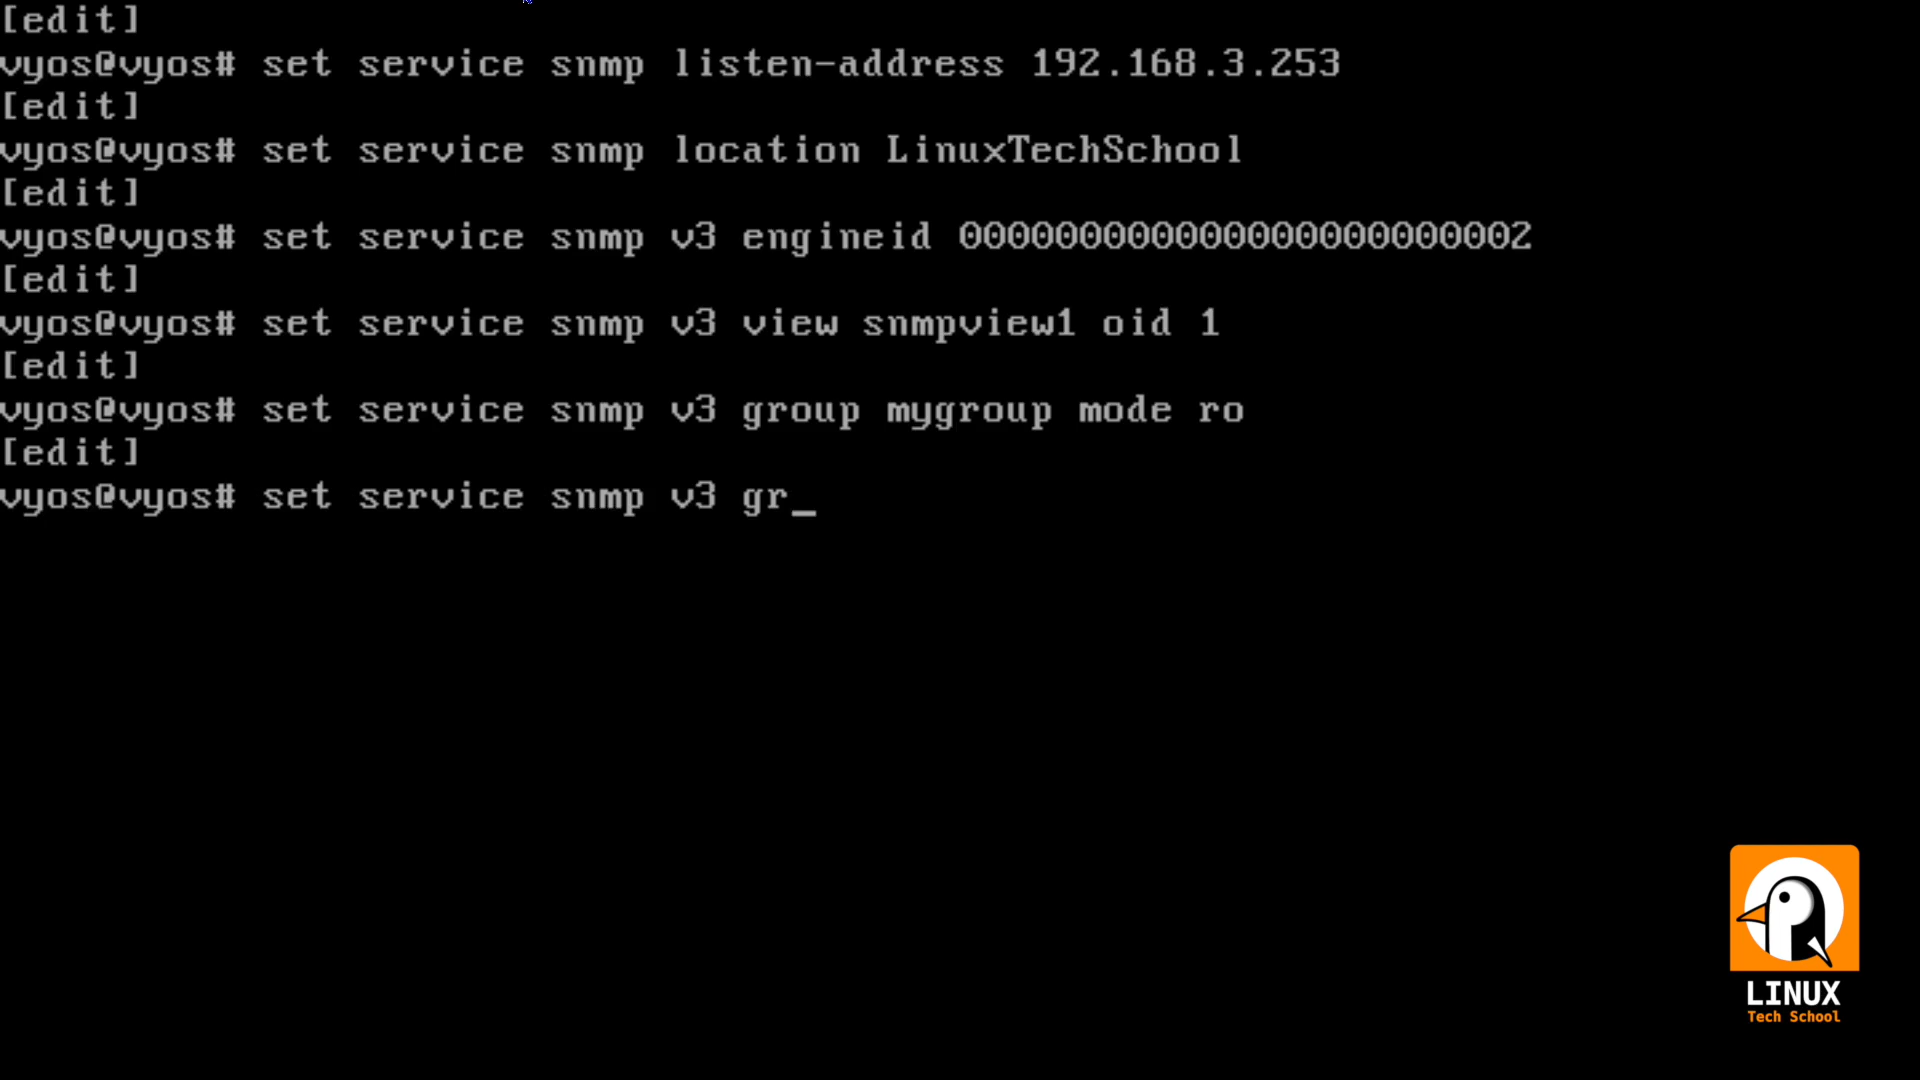 [edit]
vyos@vyos# set service snmp listen-address 192.168.3.253
[edit]
vyos@vyos# set service snmp location LinuxTechSchool
[edit]
vyos@vyos# set service snmp v3 engineid 000000000000000000000002
[edit]
vyos@vyos# set service snmp v3 view snmpview1 oid 1
[edit]
vyos@vyos# set service snmp v3 group mygroup mode ro
[edit]
vyos@vyos# set service snmp v3 gr_
LINUX
Tech School